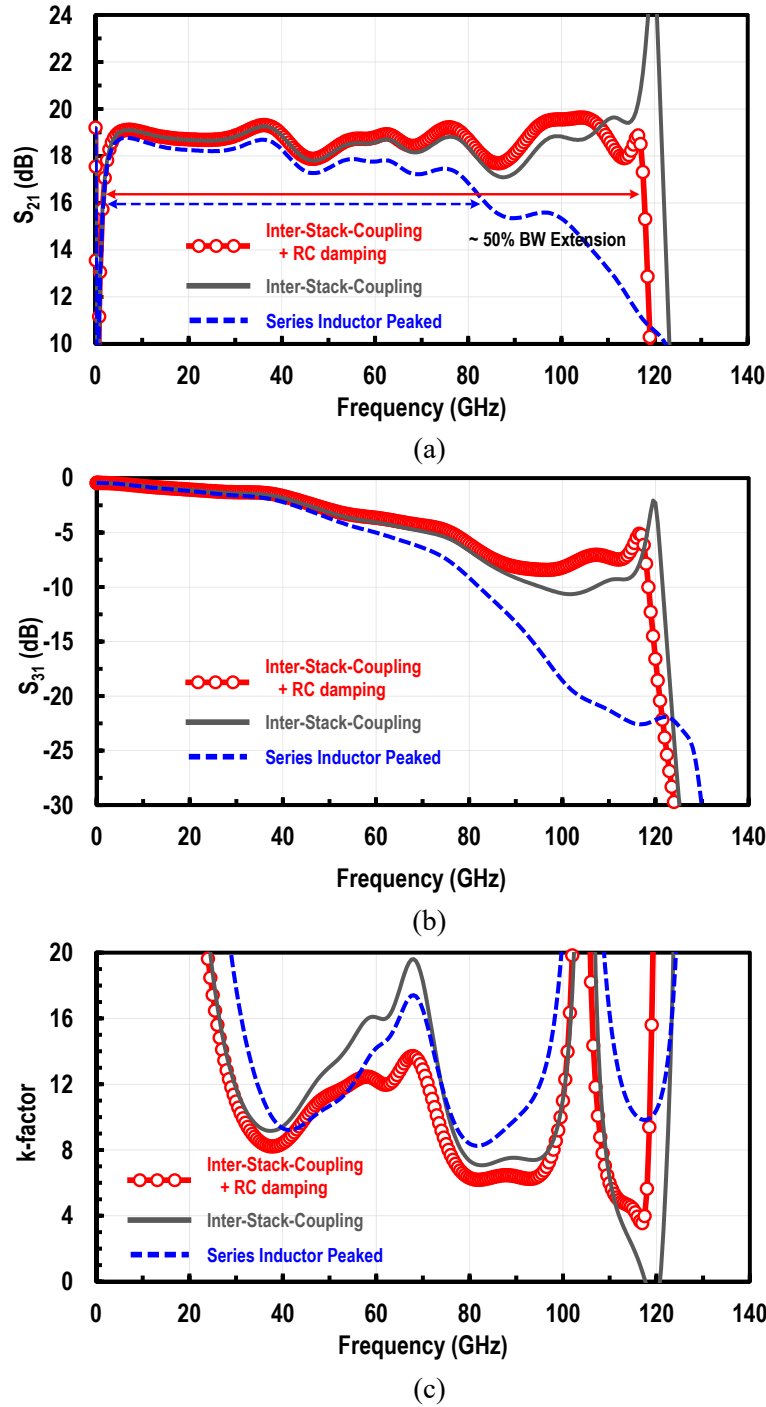 24
22
20
18
16
14
12
10
S21 (dB)
~ 50% BW Extension
Inter-Stack-Coupling
+ RC damping
Inter-Stack-Coupling
Series Inductor Peaked
0 20 40 60 80 100 120 140
Frequency (GHz)
(a)
0
-5
-10
-15
-20
-25
-30
S31 (dB)
Inter-Stack-Coupling
+ RC damping
Inter-Stack-Coupling
Series Inductor Peaked
0 20 40 60 80 100 120 140
Frequency (GHz)
(b)
20
16
12
8
4
0
k-factor
Inter-Stack-Coupling
+ RC damping
Inter-Stack-Coupling
Series Inductor Peaked
0 20 40 60 80 100 120 140
Frequency (GHz)
(c)